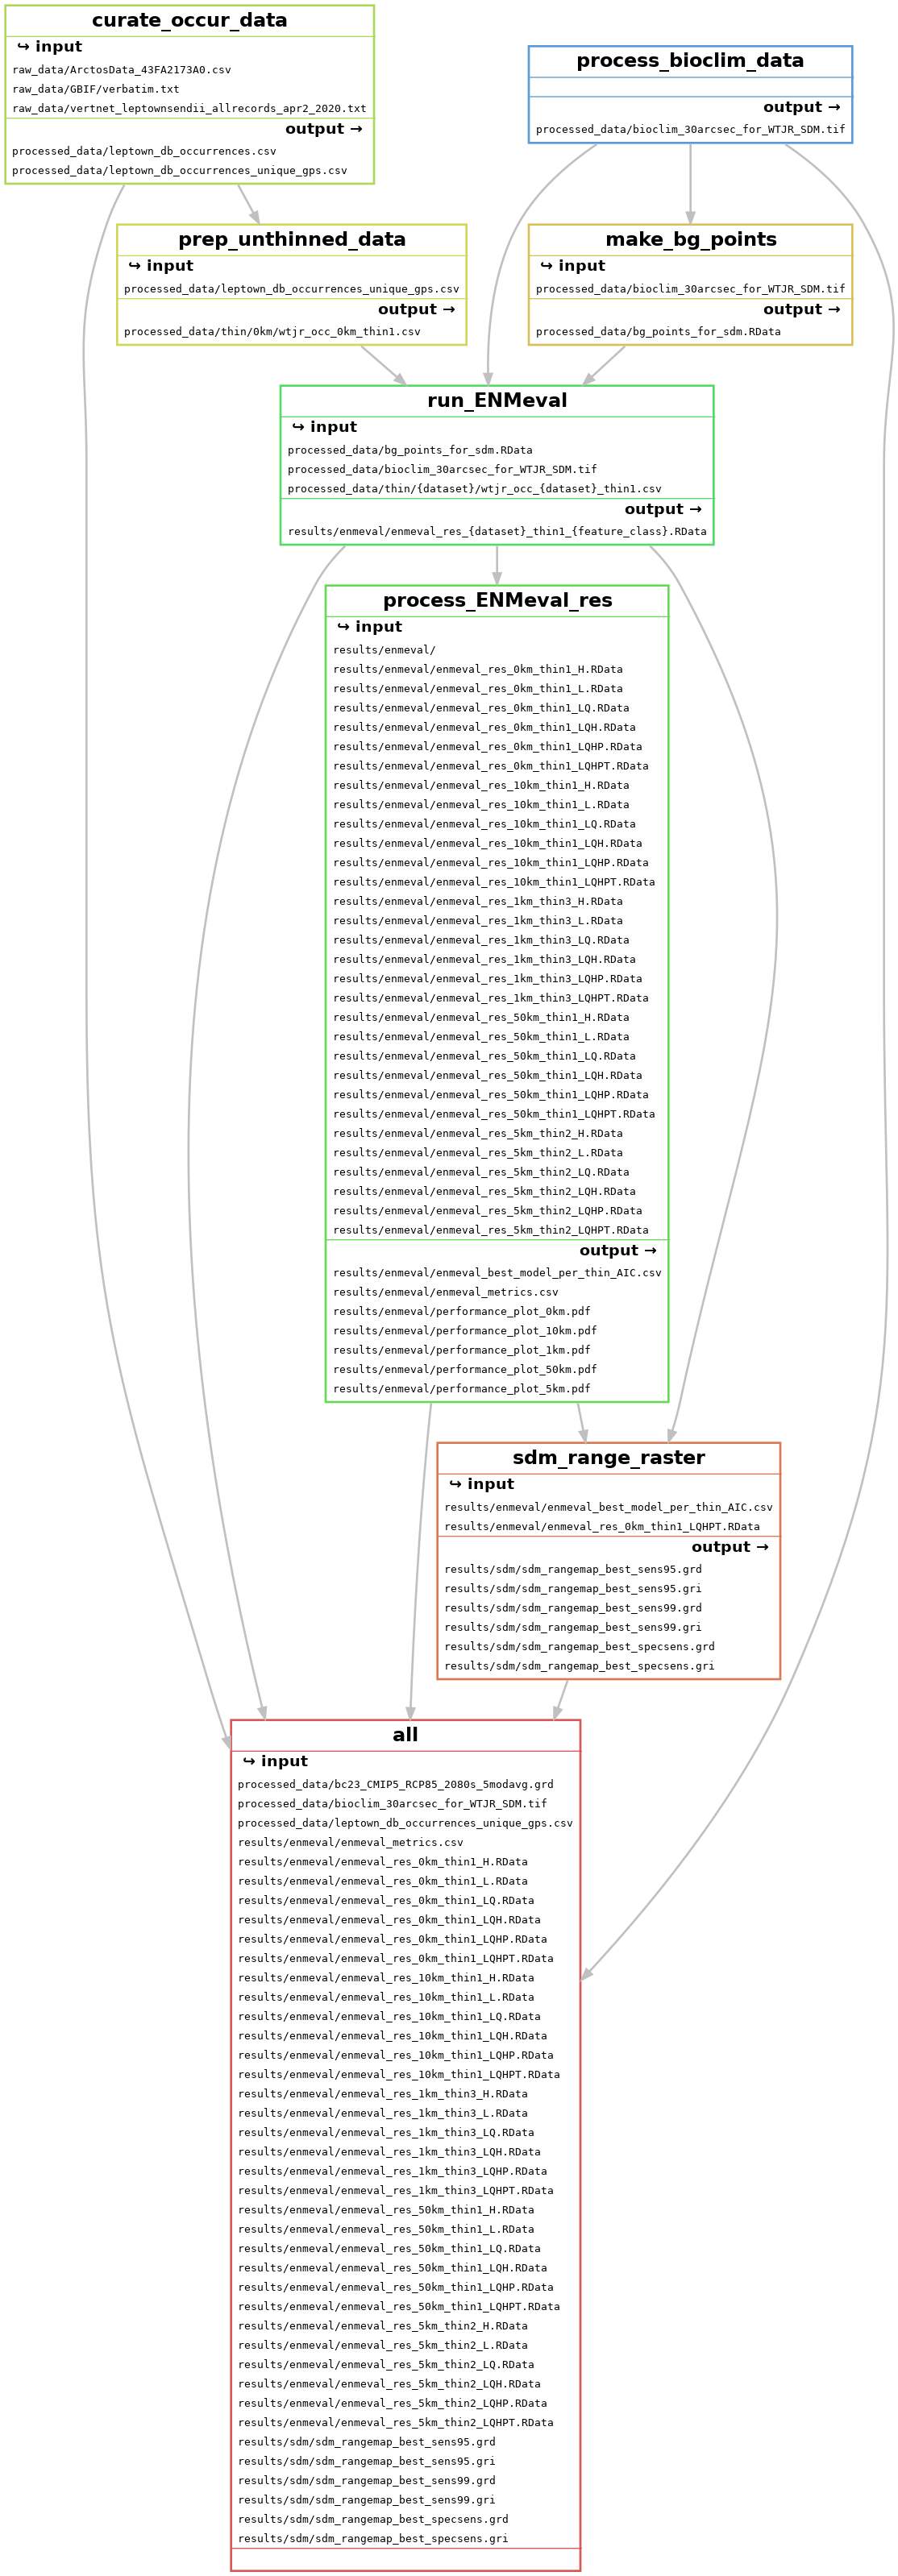 curate_occur_data
↪ input
raw_data/ArctosData_43FA2173A0.csv
raw_data/GBIF/verbatim.txt
raw_data/vertnet_leptownsendii_allrecords_apr2_2020.txt
output →
processed_data/leptown_db_occurrences.csv
processed_data/leptown_db_occurrences_unique_gps.csv
process_bioclim_data
output →
processed_data/bioclim_30arcsec_for_WTJR_SDM.tif
prep_unthinned_data
↪ input
processed_data/leptown_db_occurrences_unique_gps.csv
output →
processed_data/thin/0km/wtjr_occ_0km_thin1.csv
make_bg_points
↪ input
processed_data/bioclim_30arcsec_for_WTJR_SDM.tif
output →
processed_data/bg_points_for_sdm.RData
run_ENMeval
↪ input
processed_data/bg_points_for_sdm.RData
processed_data/bioclim_30arcsec_for_WTJR_SDM.tif
processed_data/thin/{dataset}/wtjr_occ_{dataset}_thin1.csv
output →
results/enmeval/enmeval_res_{dataset}_thin1_{feature_class}.RData
process_ENMeval_res
↪ input
results/enmeval/
results/enmeval/enmeval_res_0km_thin1_H.RData
results/enmeval/enmeval_res_0km_thin1_L.RData
results/enmeval/enmeval_res_0km_thin1_LQ.RData
results/enmeval/enmeval_res_0km_thin1_LQH.RData
results/enmeval/enmeval_res_0km_thin1_LQHP.RData
results/enmeval/enmeval_res_0km_thin1_LQHPT.RData
results/enmeval/enmeval_res_10km_thin1_H.RData
results/enmeval/enmeval_res_10km_thin1_L.RData
results/enmeval/enmeval_res_10km_thin1_LQ.RData
results/enmeval/enmeval_res_10km_thin1_LQH.RData
results/enmeval/enmeval_res_10km_thin1_LQHP.RData
results/enmeval/enmeval_res_10km_thin1_LQHPT.RData
results/enmeval/enmeval_res_1km_thin3_H.RData
results/enmeval/enmeval_res_1km_thin3_L.RData
results/enmeval/enmeval_res_1km_thin3_LQ.RData
results/enmeval/enmeval_res_1km_thin3_LQH.RData
results/enmeval/enmeval_res_1km_thin3_LQHP.RData
results/enmeval/enmeval_res_1km_thin3_LQHPT.RData
results/enmeval/enmeval_res_50km_thin1_H.RData
results/enmeval/enmeval_res_50km_thin1_L.RData
results/enmeval/enmeval_res_50km_thin1_LQ.RData
results/enmeval/enmeval_res_50km_thin1_LQH.RData
results/enmeval/enmeval_res_50km_thin1_LQHP.RData
results/enmeval/enmeval_res_50km_thin1_LQHPT.RData
results/enmeval/enmeval_res_5km_thin2_H.RData
results/enmeval/enmeval_res_5km_thin2_L.RData
results/enmeval/enmeval_res_5km_thin2_LQ.RData
results/enmeval/enmeval_res_5km_thin2_LQH.RData
results/enmeval/enmeval_res_5km_thin2_LQHP.RData
results/enmeval/enmeval_res_5km_thin2_LQHPT.RData
output →
results/enmeval/enmeval_best_model_per_thin_AIC.csv
results/enmeval/enmeval_metrics.csv
results/enmeval/performance_plot_0km.pdf
results/enmeval/performance_plot_10km.pdf
results/enmeval/performance_plot_1km.pdf
results/enmeval/performance_plot_50km.pdf
results/enmeval/performance_plot_5km.pdf
sdm_range_raster
↪ input
results/enmeval/enmeval_best_model_per_thin_AIC.csv
results/enmeval/enmeval_res_0km_thin1_LQHPT.RData
output →
results/sdm/sdm_rangemap_best_sens95.grd
results/sdm/sdm_rangemap_best_sens95.gri
results/sdm/sdm_rangemap_best_sens99.grd
results/sdm/sdm_rangemap_best_sens99.gri
results/sdm/sdm_rangemap_best_specsens.grd
results/sdm/sdm_rangemap_best_specsens.gri
all
↪ input
processed_data/bc23_CMIP5_RCP85_2080s_5modavg.grd
processed_data/bioclim_30arcsec_for_WTJR_SDM.tif
processed_data/leptown_db_occurrences_unique_gps.csv
results/enmeval/enmeval_metrics.csv
results/enmeval/enmeval_res_0km_thin1_H.RData
results/enmeval/enmeval_res_0km_thin1_L.RData
results/enmeval/enmeval_res_0km_thin1_LQ.RData
results/enmeval/enmeval_res_0km_thin1_LQH.RData
results/enmeval/enmeval_res_0km_thin1_LQHP.RData
results/enmeval/enmeval_res_0km_thin1_LQHPT.RData
results/enmeval/enmeval_res_10km_thin1_H.RData
results/enmeval/enmeval_res_10km_thin1_L.RData
results/enmeval/enmeval_res_10km_thin1_LQ.RData
results/enmeval/enmeval_res_10km_thin1_LQH.RData
results/enmeval/enmeval_res_10km_thin1_LQHP.RData
results/enmeval/enmeval_res_10km_thin1_LQHPT.RData
results/enmeval/enmeval_res_1km_thin3_H.RData
results/enmeval/enmeval_res_1km_thin3_L.RData
results/enmeval/enmeval_res_1km_thin3_LQ.RData
results/enmeval/enmeval_res_1km_thin3_LQH.RData
results/enmeval/enmeval_res_1km_thin3_LQHP.RData
results/enmeval/enmeval_res_1km_thin3_LQHPT.RData
results/enmeval/enmeval_res_50km_thin1_H.RData
results/enmeval/enmeval_res_50km_thin1_L.RData
results/enmeval/enmeval_res_50km_thin1_LQ.RData
results/enmeval/enmeval_res_50km_thin1_LQH.RData
results/enmeval/enmeval_res_50km_thin1_LQHP.RData
results/enmeval/enmeval_res_50km_thin1_LQHPT.RData
results/enmeval/enmeval_res_5km_thin2_H.RData
results/enmeval/enmeval_res_5km_thin2_L.RData
results/enmeval/enmeval_res_5km_thin2_LQ.RData
results/enmeval/enmeval_res_5km_thin2_LQH.RData
results/enmeval/enmeval_res_5km_thin2_LQHP.RData
results/enmeval/enmeval_res_5km_thin2_LQHPT.RData
results/sdm/sdm_rangemap_best_sens95.grd
results/sdm/sdm_rangemap_best_sens95.gri
results/sdm/sdm_rangemap_best_sens99.grd
results/sdm/sdm_rangemap_best_sens99.gri
results/sdm/sdm_rangemap_best_specsens.grd
results/sdm/sdm_rangemap_best_specsens.gri